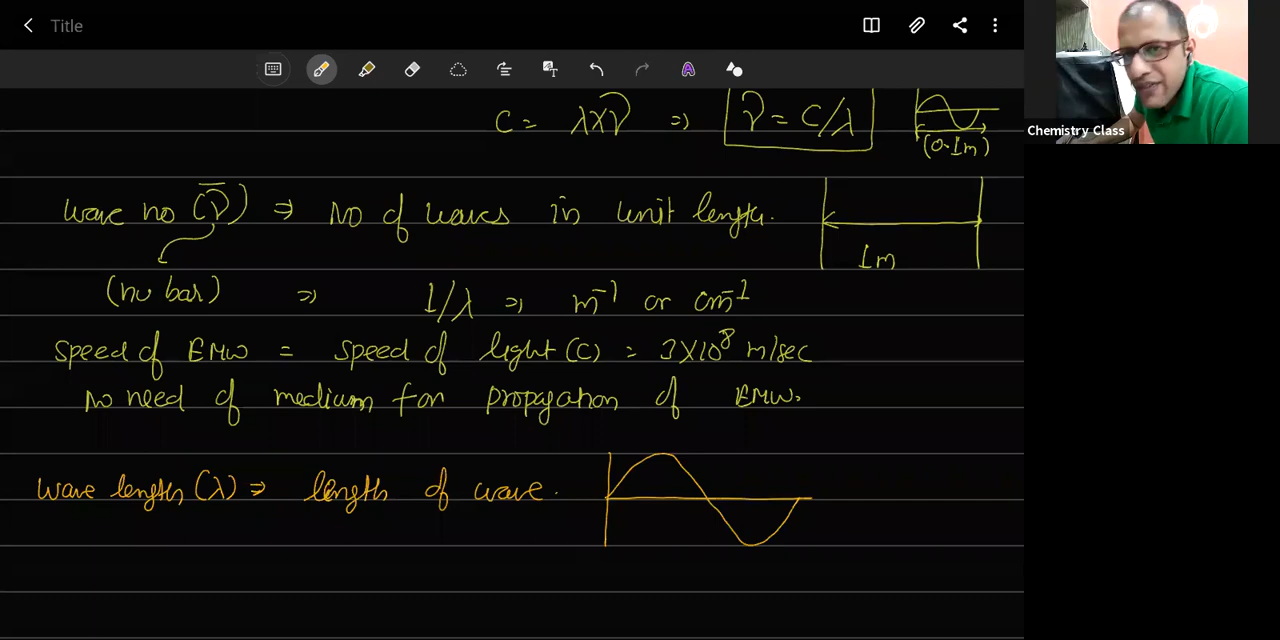 Title
Chemistry Class
C = λ×ν ⇒ ν = C/λ
(0.1m)
wave no (ν̅) ⇒ No of waves in unit length.
1m
(nu bar) ⇒ 1/λ ⇒ m⁻¹ or cm⁻¹
Speed of EMW = Speed of light (C) = 3×10⁸ m/sec
No need of medium for propagation of EMW.
wave length (λ) ⇒ length of wave.